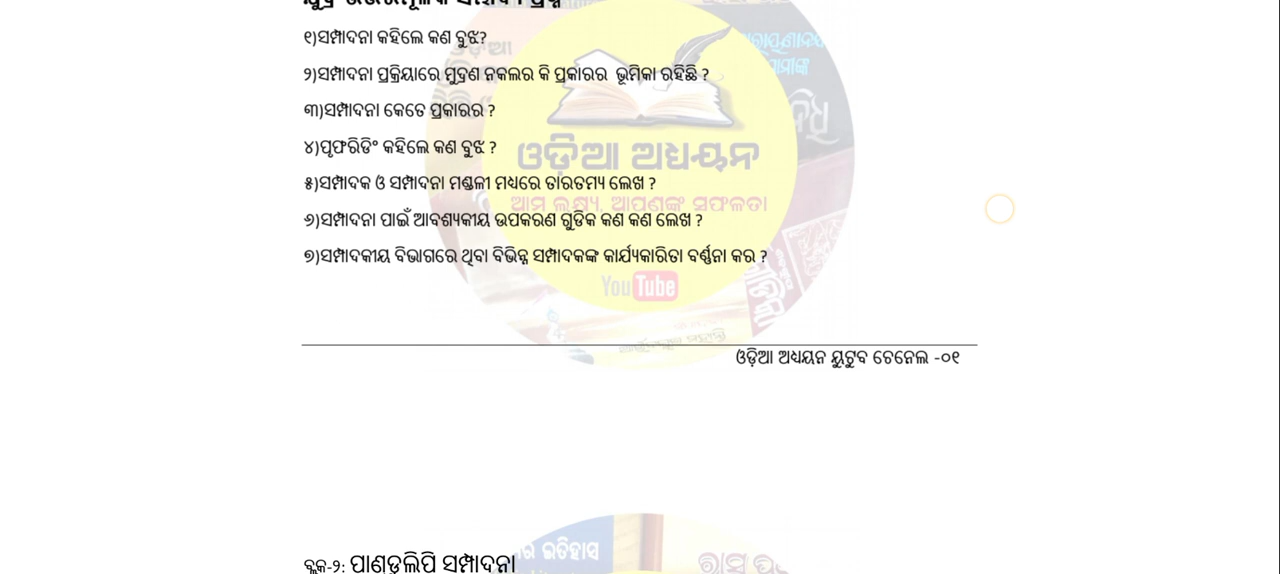 ୧)ସମ୍ପାଦନା କହିଲେ କଣ ବୁଝ?
୨)ସମ୍ପାଦନା ପ୍ରକ୍ରିୟାରେ ମୁଦ୍ରଣ ନକଲର କି ପ୍ରକାରର ଭୂମିକା ରହିଛି ?
୩)ସମ୍ପାଦନା କେତେ ପ୍ରକାରର ?
୪)ପୃଫରିଡିଂ କହିଲେ କଣ ବୁଝ ?
୫)ସମ୍ପାଦକ ଓ ସମ୍ପାଦନା ମଣ୍ଡଳୀ ମଧ୍ୟରେ ତାରତମ୍ୟ ଲେଖ ?
୬)ସମ୍ପାଦନା ପାଇଁ ଆବଶ୍ୟକୀୟ ଉପକରଣ ଗୁଡିକ କଣ କଣ ଲେଖ ?
୭)ସମ୍ପାଦକୀୟ ବିଭାଗରେ ଥିବା ବିଭିନ୍ନ ସମ୍ପାଦକଙ୍କ କାର୍ଯ୍ୟକାରିତା ବର୍ଣ୍ଣନା କର ?
ଓଡ଼ିଆ ଅଧ୍ୟୟନ
ଆମ ଲକ୍ଷ୍ୟ, ଆପଣଙ୍କ ସଫଳତା
YouTube
ଓଡ଼ିଆ ଅଧ୍ୟୟନ ୟୁଟୁବ ଚେନେଲ -୦୧
ଇତିହାସ
ବ୍ଲକ-୨: ପାଣ୍ଡୁଲିପି ସମ୍ପାଦନା